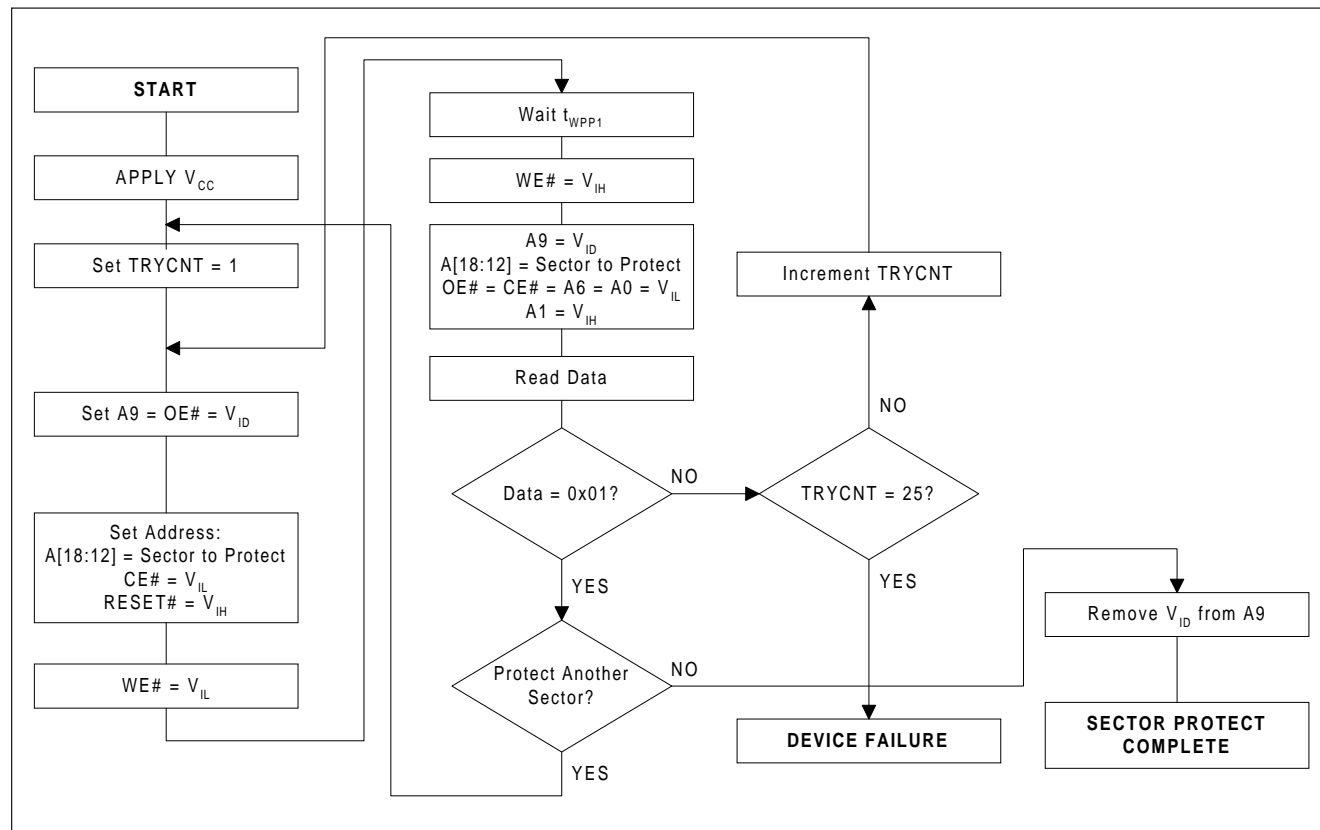 START
APPLY V_CC
Set TRYCNT = 1
Set A9 = OE# = V_ID
Set Address:
A[18:12] = Sector to Protect
CE# = V_IL
RESET# = V_IH
WE# = V_IL
Wait t_WPP1
WE# = V_IH
A9 = V_ID
A[18:12] = Sector to Protect
OE# = CE# = A6 = A0 = V_IL
A1 = V_IH
Read Data
Data = 0x01?
NO
YES
Protect Another
Sector?
NO
YES
Increment TRYCNT
NO
TRYCNT = 25?
YES
DEVICE FAILURE
Remove V_ID from A9
SECTOR PROTECT
COMPLETE